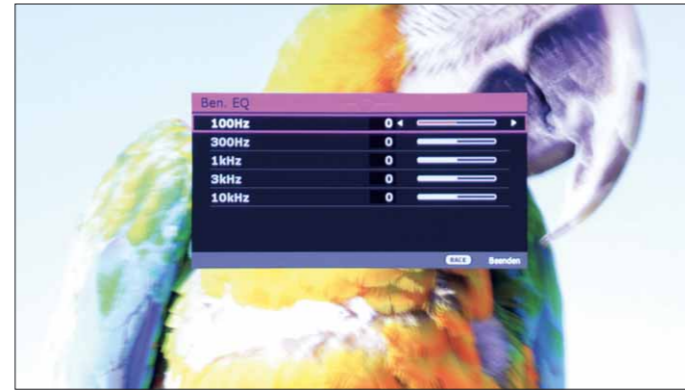 Ben. EQ
100Hz 0
300Hz 0
1kHz 0
3kHz 0
10kHz 0
BACK Beenden